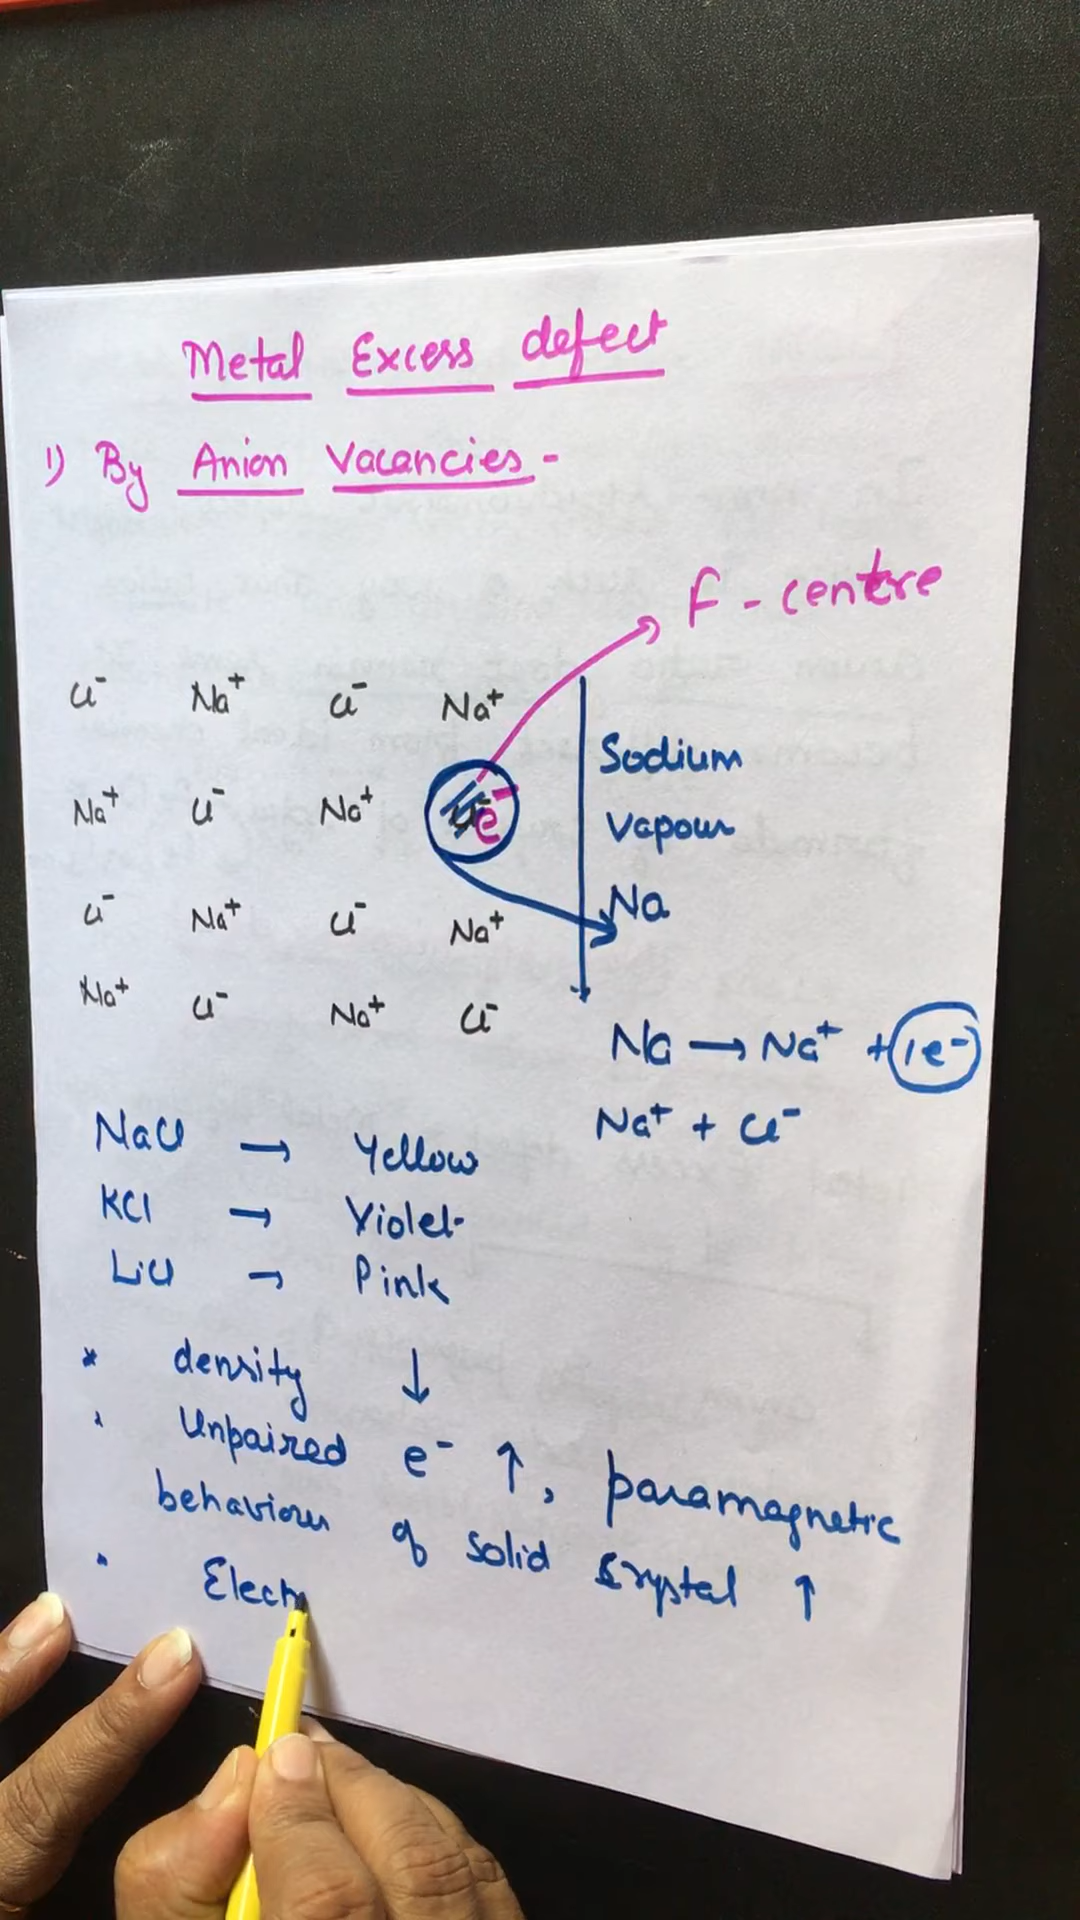 Metal Excess defect
1) By Anion Vacancies -
F - centre
Cl⁻ Na⁺ Cl⁻ Na⁺
Na⁺ Cl⁻ Na⁺ e⁻
Cl⁻ Na⁺ Cl⁻ Na⁺
Na⁺ Cl⁻ Na⁺ Cl⁻
Sodium
vapour
Na
Na → Na⁺ + 1e⁻
Na⁺ + Cl⁻
NaCl → Yellow
KCl → Violet
LiCl → Pink
* density ↓
* Unpaired e⁻ ↑, paramagnetic
behaviour of solid crystal ↑
* Elect